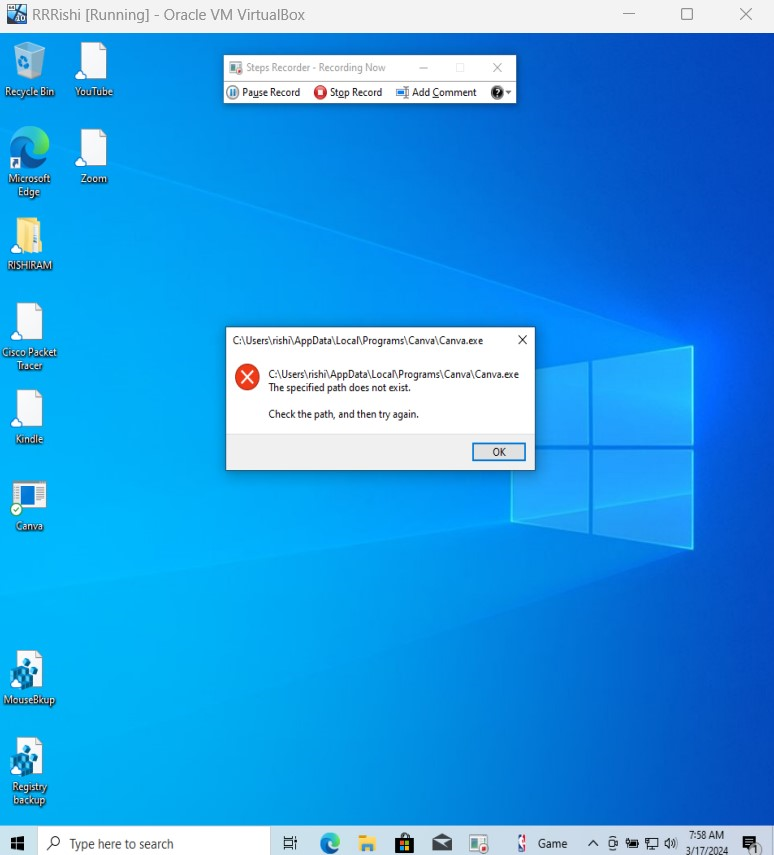 RRRishi [Running] - Oracle VM VirtualBox
Recycle Bin
YouTube
Steps Recorder - Recording Now
Pause Record
Stop Record
Add Comment
Microsoft
Edge
Zoom
RISHIRAM
Cisco Packet
Tracer
Kindle
Canva
C:\Users\rishi\AppData\Local\Programs\Canva\Canva.exe
C:\Users\rishi\AppData\Local\Programs\Canva\Canva.exe
The specified path does not exist.
Check the path, and then try again.
OK
MouseBkup
Registry
backup
Type here to search
Game
7:58 AM
3/17/2024
1